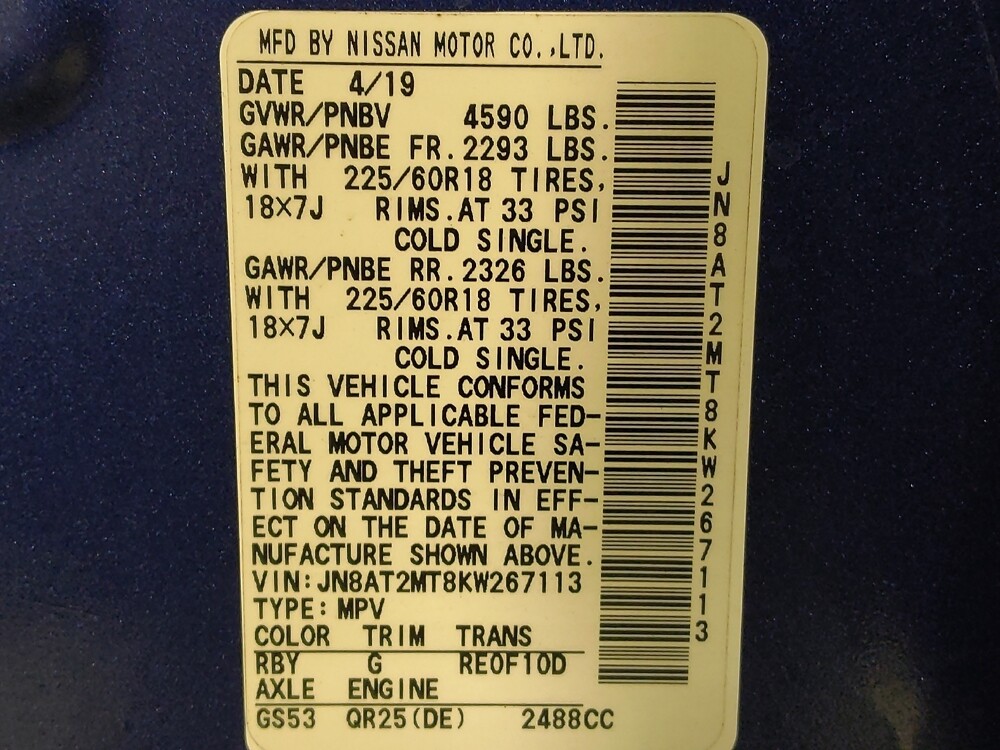 MFD BY NISSAN MOTOR CO.,LTD.
DATE 4/19
GVWR/PNBV 4590 LBS.
GAWR/PNBE FR.2293 LBS.
WITH 225/60R18 TIRES,
18×7J RIMS.AT 33 PSI
COLD SINGLE.
GAWR/PNBE RR.2326 LBS.
WITH 225/60R18 TIRES,
18×7J RIMS.AT 33 PSI
COLD SINGLE.
THIS VEHICLE CONFORMS
TO ALL APPLICABLE FED-
ERAL MOTOR VEHICLE SA-
FETY AND THEFT PREVEN-
TION STANDARDS IN EFF-
ECT ON THE DATE OF MA-
NUFACTURE SHOWN ABOVE.
VIN:JN8AT2MT8KW267113
TYPE:MPV
COLOR TRIM TRANS
RBY G RE0F10D
AXLE ENGINE
GS53 QR25(DE) 2488CC
JN8AT2MT8KW267113